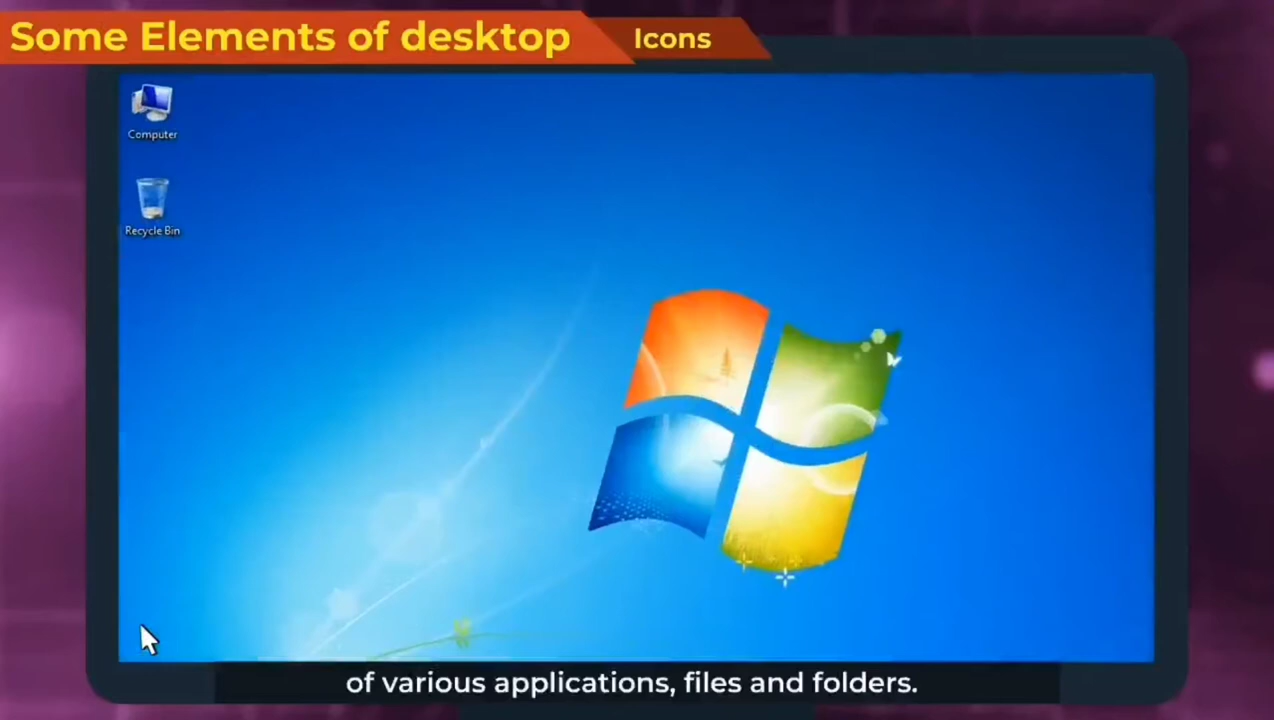 Some Elements of desktop
Icons
Computer
Recycle Bin
of various applications, files and folders.